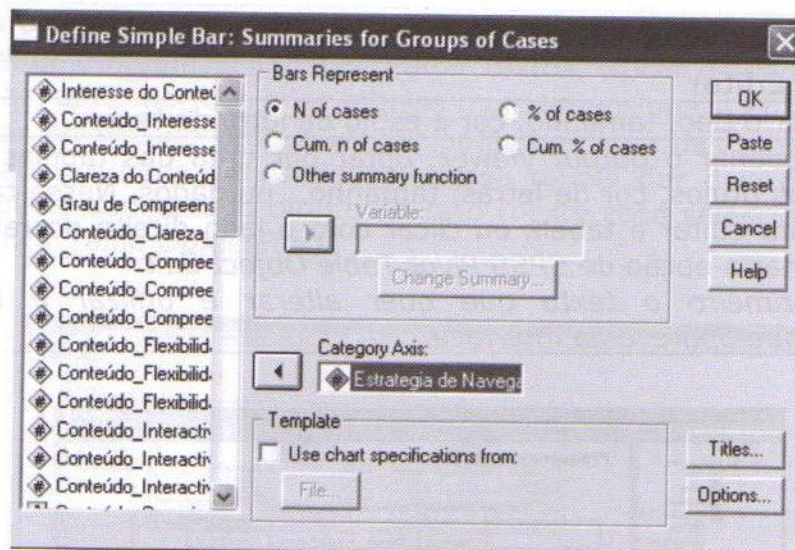 Define Simple Bar: Summaries for Groups of Cases
Interesse do Conteú
Conteúdo_Interesse
Conteúdo_Interesse
Clareza do Conteúd
Grau de Compreens
Conteúdo_Clareza_
Conteúdo_Compree
Conteúdo_Compree
Conteúdo_Compree
Conteúdo_Flexibilid
Conteúdo_Flexibilid
Conteúdo_Flexibilid
Conteúdo_Interactiv
Conteúdo_Interactiv
Conteúdo_Interactiv
Bars Represent
N of cases
% of cases
Cum. n of cases
Cum. % of cases
Other summary function
Variable:
Change Summary...
Category Axis:
Estrategia de Navega
Template
Use chart specifications from:
File...
OK
Paste
Reset
Cancel
Help
Titles...
Options...